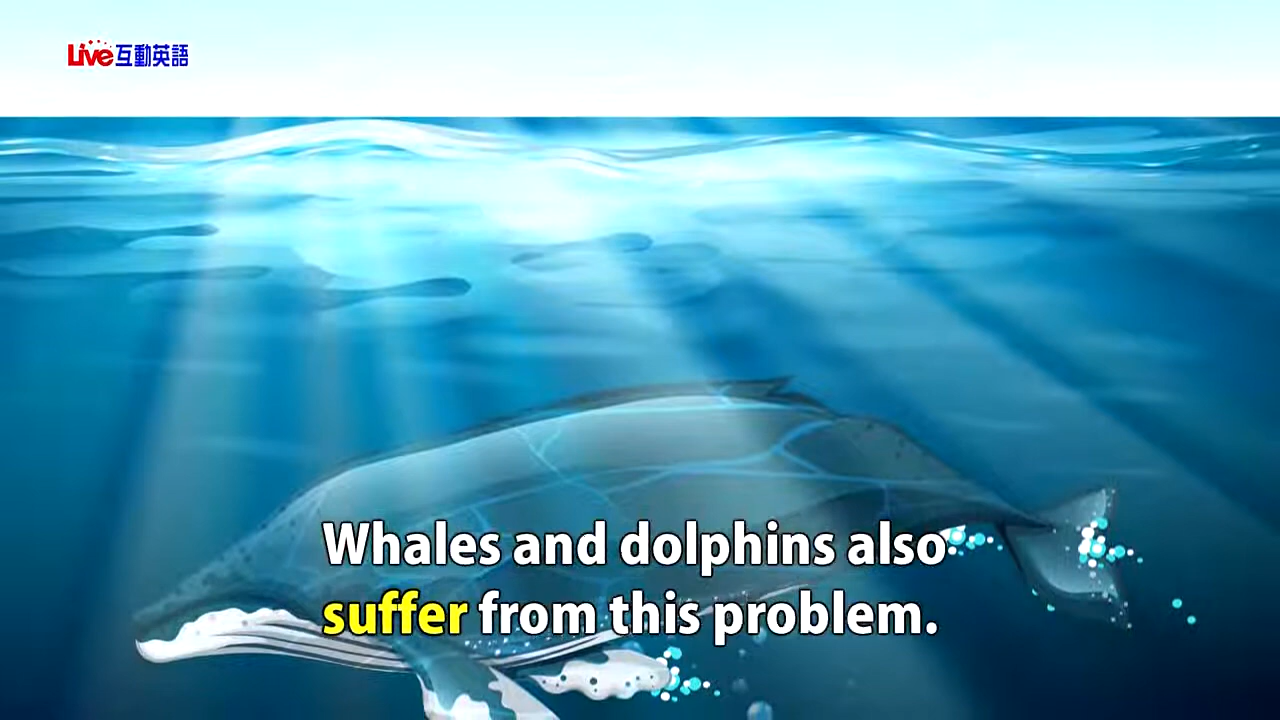 Live互動英語
Whales and dolphins also
suffer from this problem.